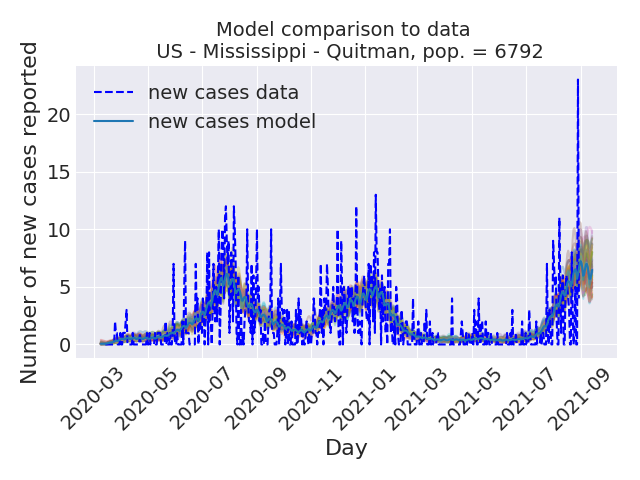 Model comparison to data
US - Mississippi - Quitman, pop. = 6792
Number of new cases reported
new cases data
new cases model
20
15
10
5
0
2020-03
2020-05
2020-07
2020-09
2020-11
2021-01
2021-03
2021-05
2021-07
2021-09
Day